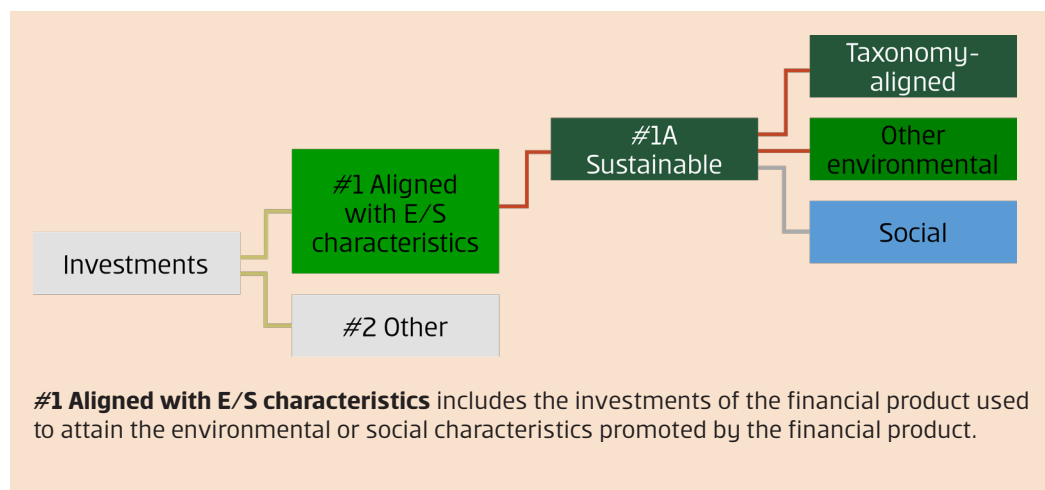 Taxonomy-
aligned
#1A
Sustainable
Other
environmental
#1 Aligned
with E/S
characteristics
Social
Investments
#2 Other
#1 Aligned with E/S characteristics includes the investments of the financial product used
to attain the environmental or social characteristics promoted by the financial product.